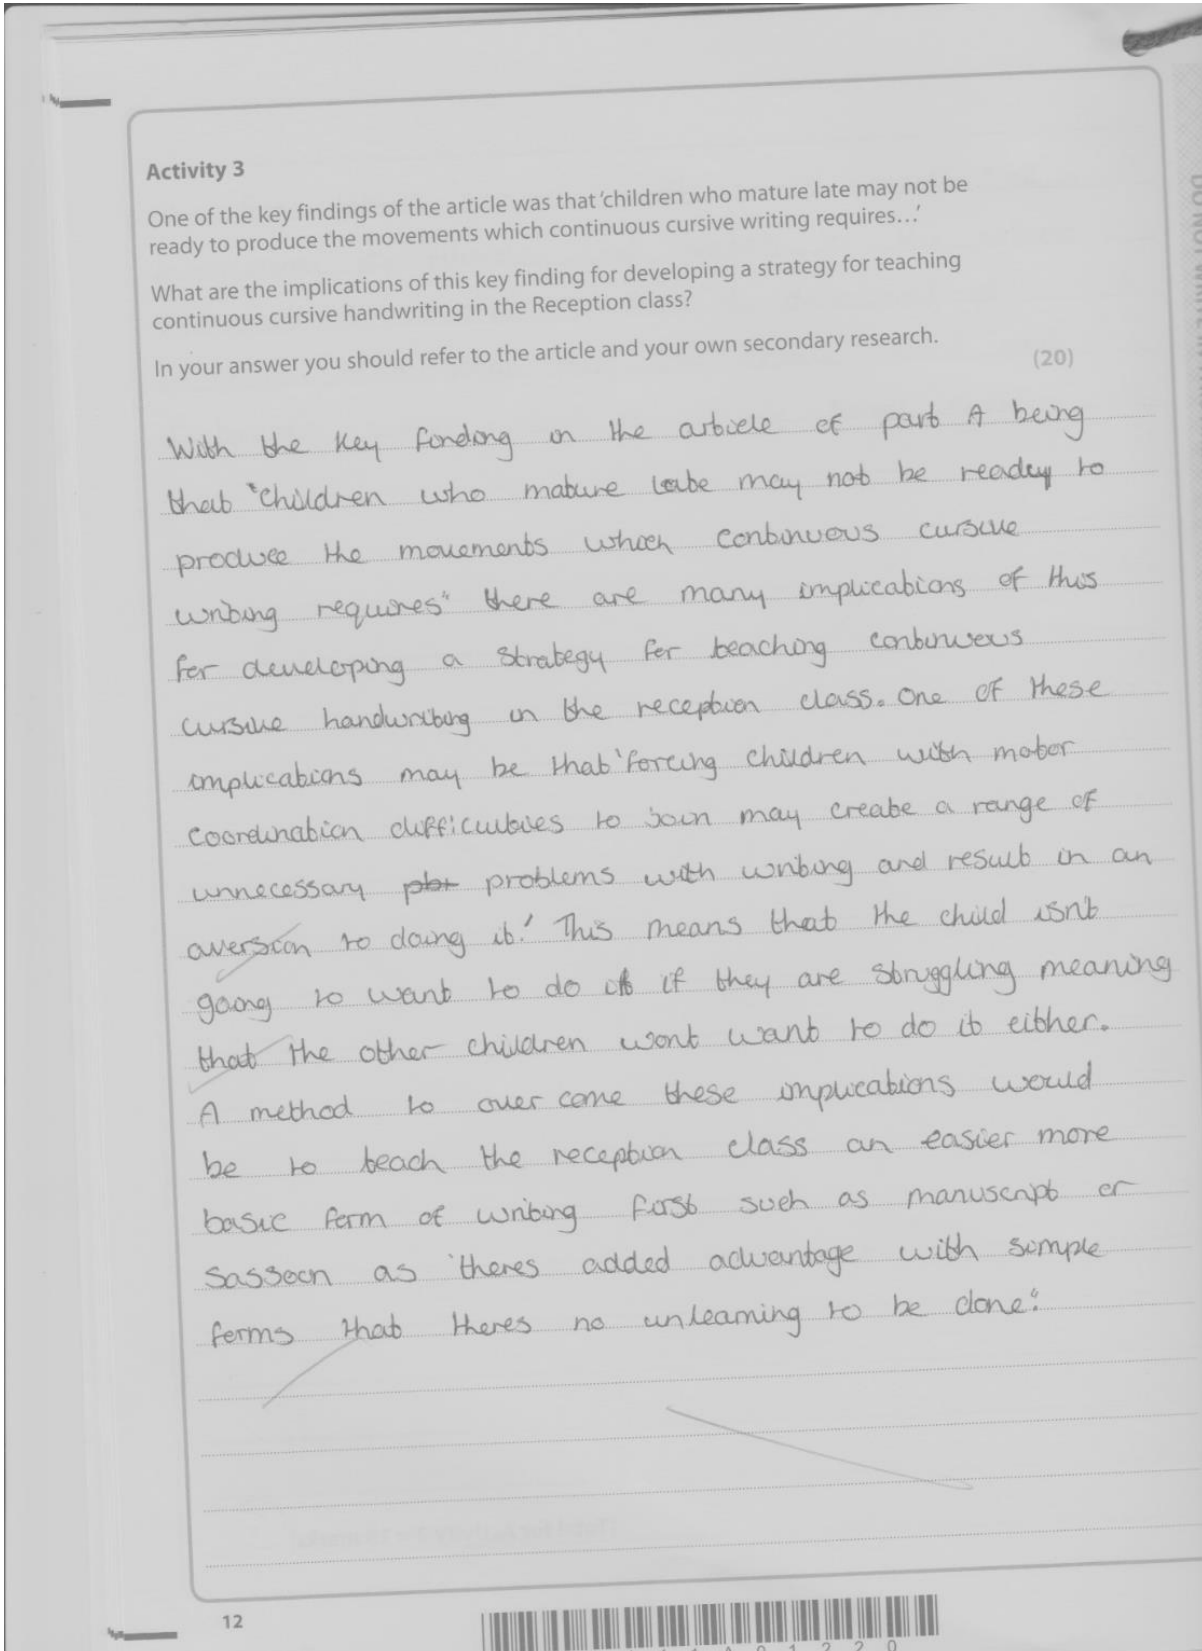 Activity 3
One of the key findings of the article was that 'children who mature late may not be
ready to produce the movements which continuous cursive writing requires…'
What are the implications of this key finding for developing a strategy for teaching
continuous cursive handwriting in the Reception class?
In your answer you should refer to the article and your own secondary research.
(20)
With the key finding in the article of part A being
that "children who mature late may not be ready to
produce the movements which continuous cursive
writing requires" there are many implications of this
for developing a strategy for teaching continueous
cursive handwriting in the reception class. One of these
implications may be that 'forcing children with motor
coordination difficulties to join may create a range of
unnecessary problems with writing and result in an
aversion to doing it.' This means that the child isn't
going to want to do it if they are struggling meaning
that the other children wont want to do it either.
A method to over come these implications would
be to teach the reception class an easier more
basic form of writing first such as manuscript or
sassoon as 'theres added advantage with simple
forms that theres no unlearning to be done."
12